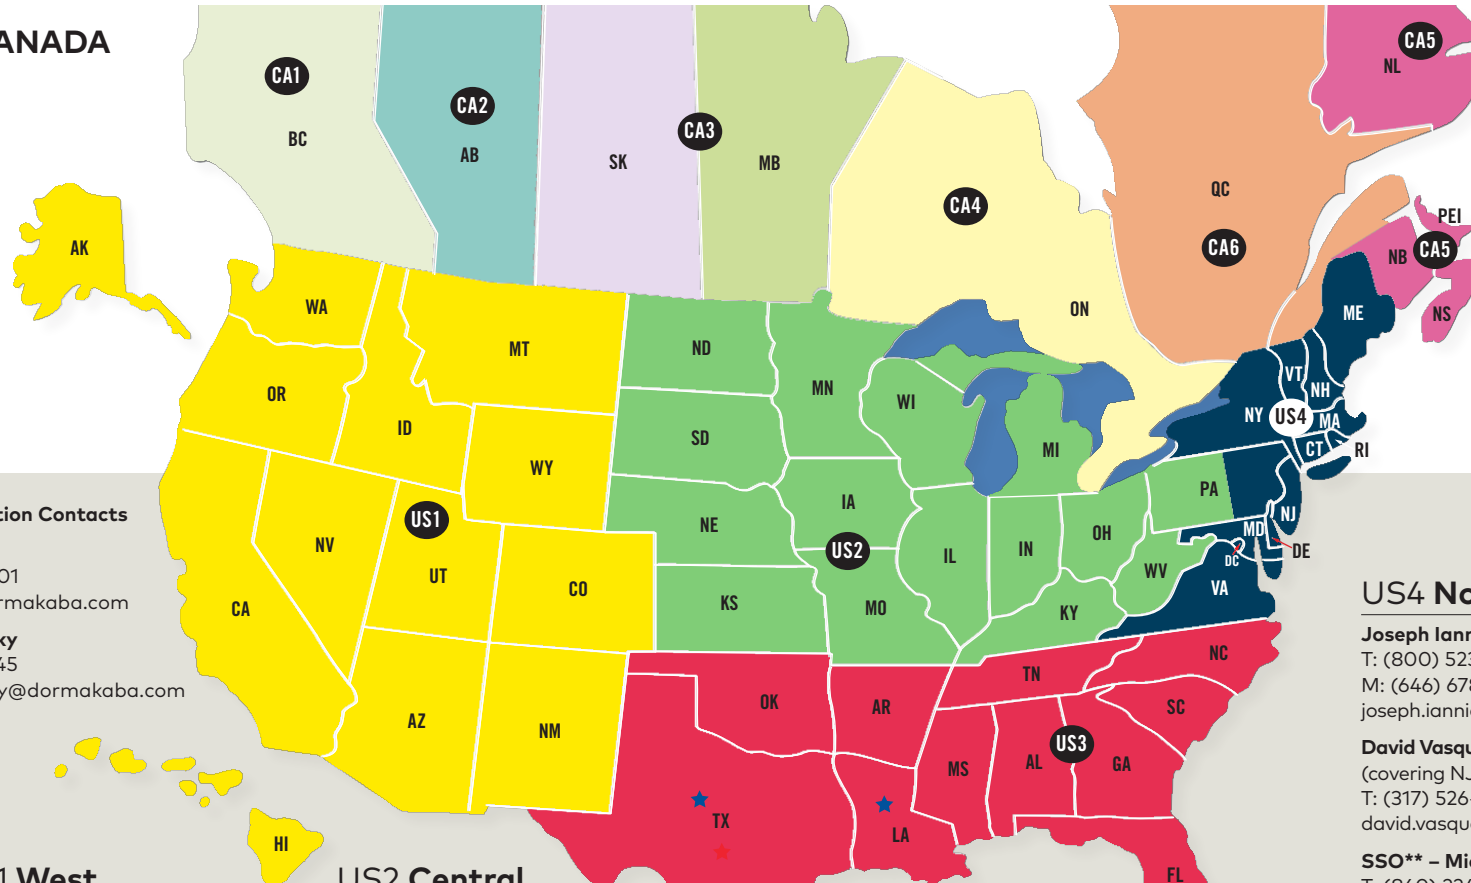 ANADA
CA1
BC
CA2
AB
CA3
SK
MB
CA4
ON
QC
CA6
CA5
NL
PEI
NB
CA5
NS
AK
WA
MT
OR
ID
WY
ND
MN
SD
WI
MI
ME
VT
NH
NY
US4
MA
CT
RI
PA
NJ
MD
DE
DC
VA
WV
OH
IN
IL
IA
US2
NE
US1
NV
UT
CO
CA
KS
MO
KY
AZ
NM
OK
AR
TN
NC
SC
US3
MS
AL
GA
TX
LA
FL
HI
tion Contacts
01
rmakaba.com
ky
45
y@dormakaba.com
1 West
US2 Central
US4 No
Joseph Iann
T: (800) 523
M: (646) 678
joseph.ianni
David Vasqu
(covering NJ
T: (317) 526-
david.vasqu
SSO** – Mi